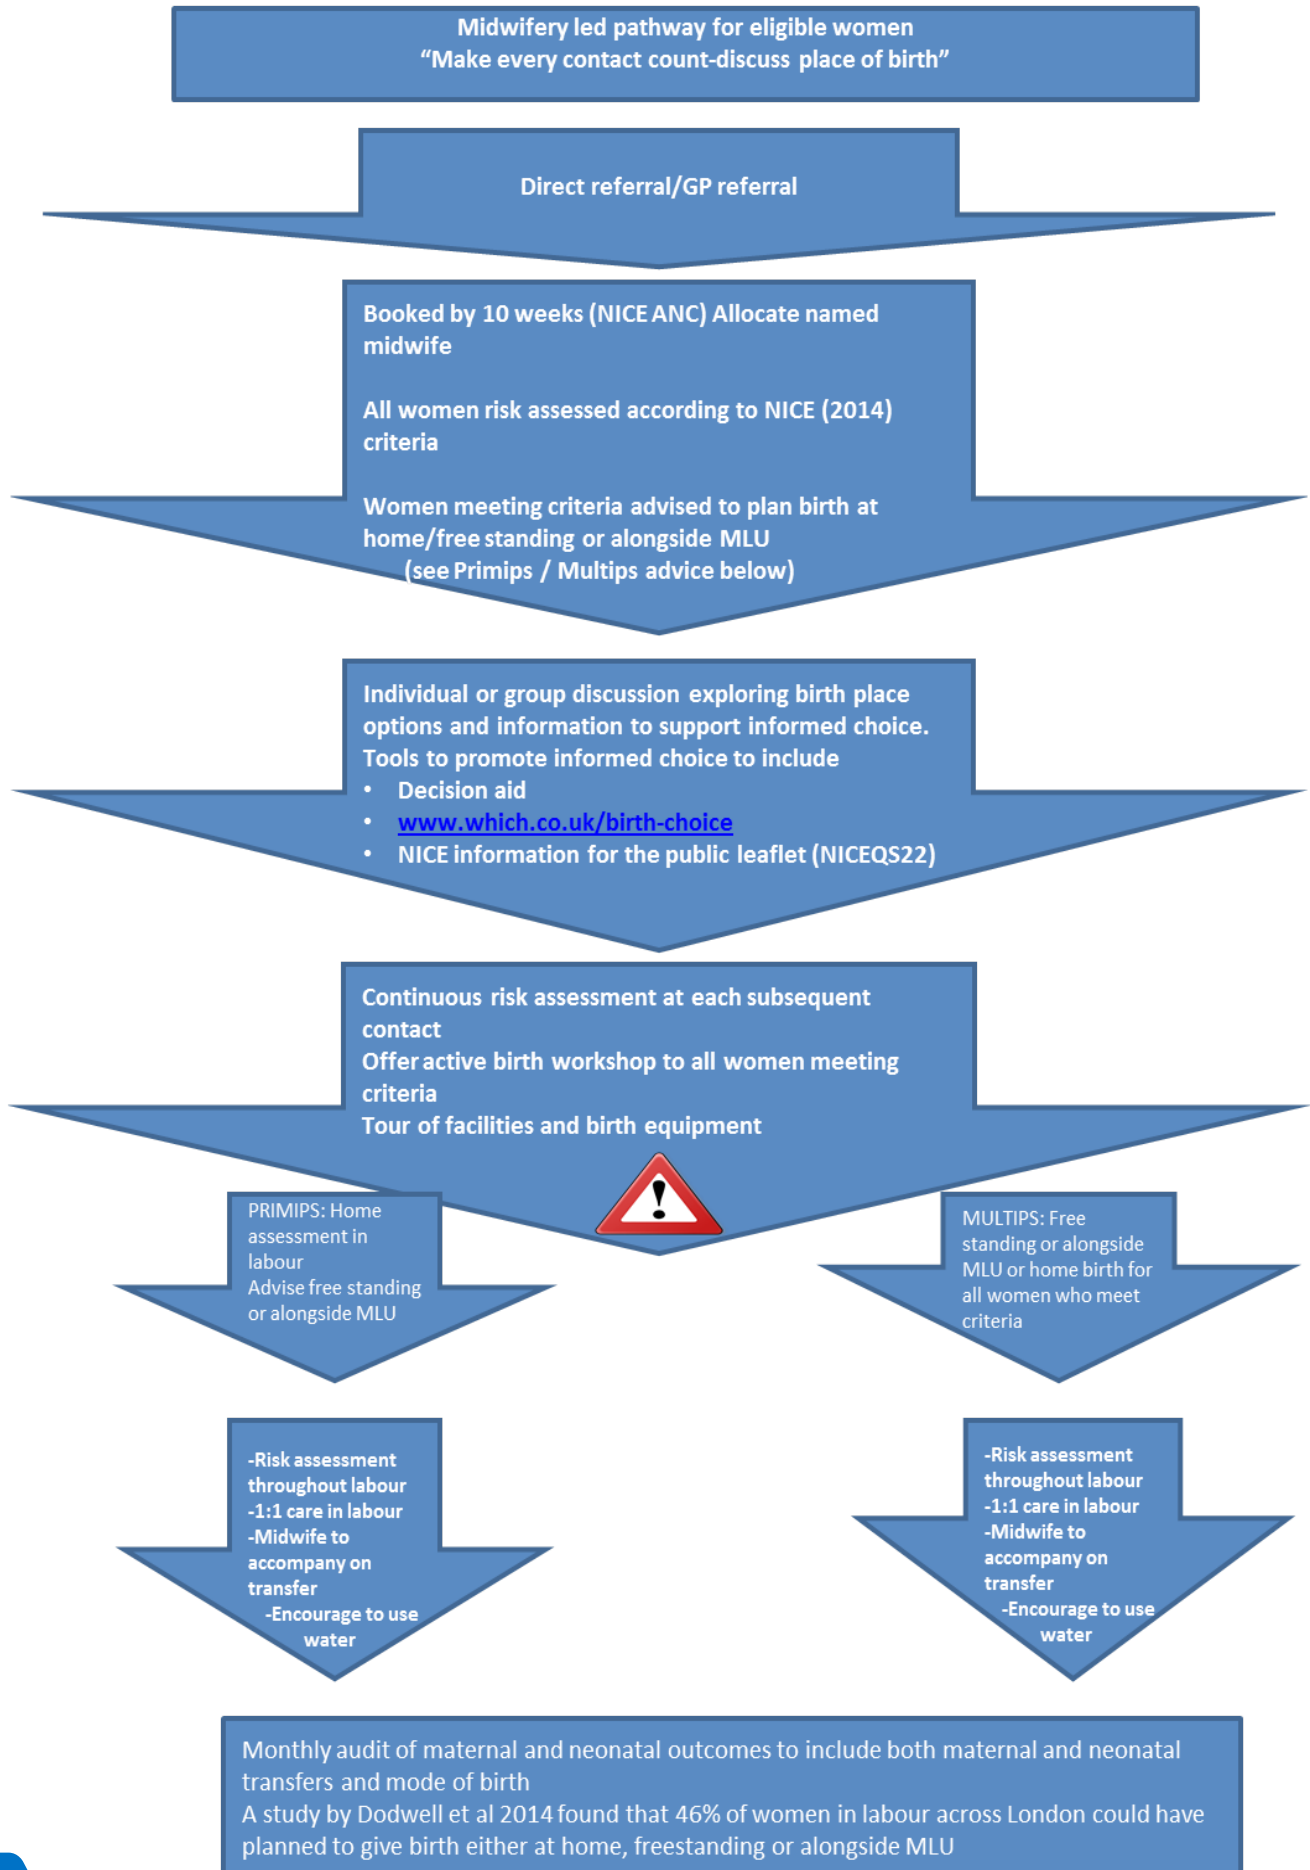 Midwifery led pathway for eligible women
“Make every contact count-discuss place of birth”
Direct referral/GP referral
Booked by 10 weeks (NICE ANC) Allocate named
midwife
All women risk assessed according to NICE (2014)
criteria
Women meeting criteria advised to plan birth at
home/free standing or alongside MLU
(see Primips / Multips advice below)
Individual or group discussion exploring birth place
options and information to support informed choice.
Tools to promote informed choice to include
• Decision aid
• www.which.co.uk/birth-choice
• NICE information for the public leaflet (NICEQS22)
Continuous risk assessment at each subsequent
contact
Offer active birth workshop to all women meeting
criteria
Tour of facilities and birth equipment
!
PRIMIPS: Home
assessment in
labour
Advise free standing
or alongside MLU
MULTIPS: Free
standing or alongside
MLU or home birth for
all women who meet
criteria
-Risk assessment
throughout labour
-1:1 care in labour
-Midwife to
accompany on
transfer
-Encourage to use
water
-Risk assessment
throughout labour
-1:1 care in labour
-Midwife to
accompany on
transfer
-Encourage to use
water
Monthly audit of maternal and neonatal outcomes to include both maternal and neonatal
transfers and mode of birth
A study by Dodwell et al 2014 found that 46% of women in labour across London could have
planned to give birth either at home, freestanding or alongside MLU